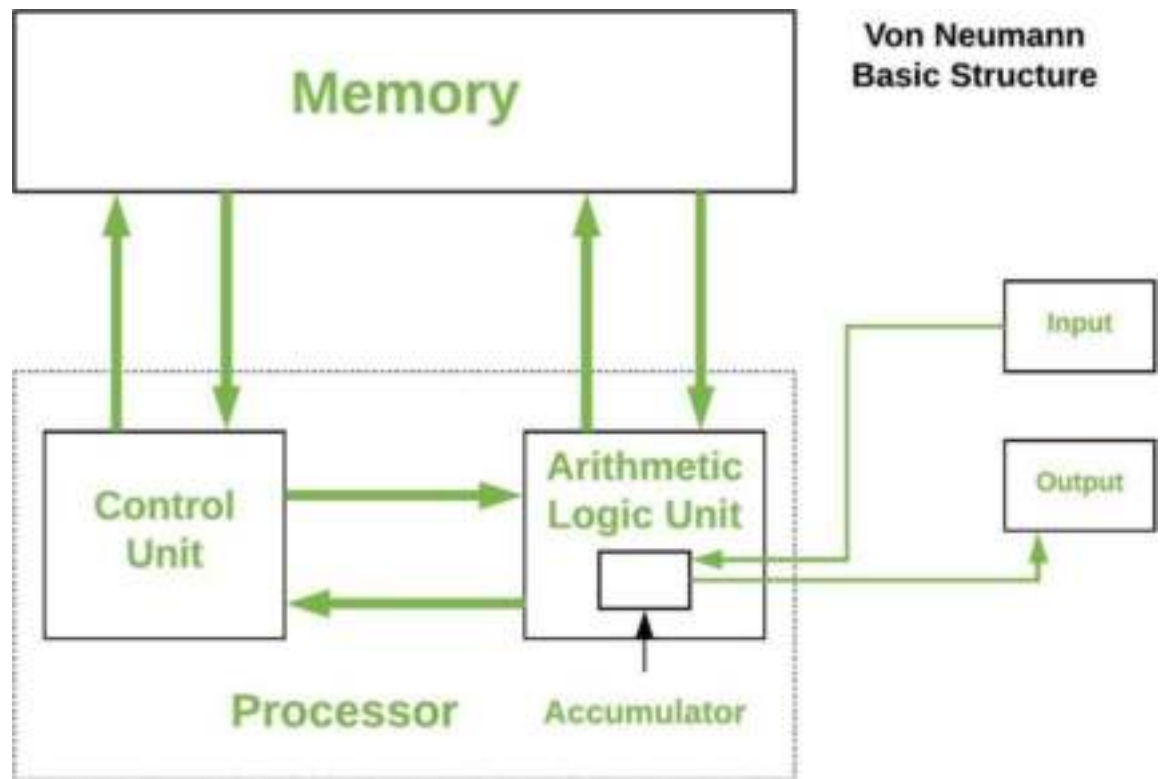 Von Neumann
Basic Structure
Memory
Input
Output
Control
Unit
Arithmetic
Logic Unit
Processor
Accumulator